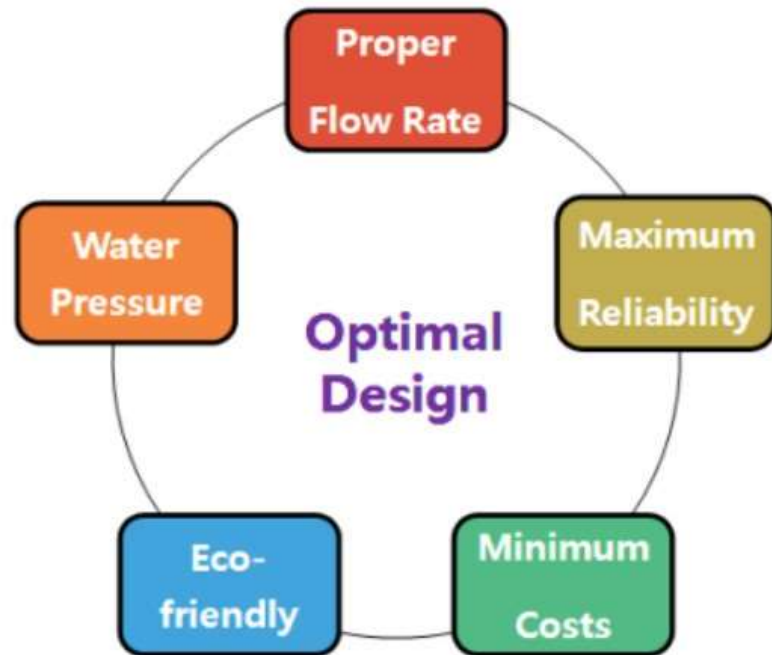 Proper
Flow Rate
Water
Pressure
Maximum
Reliability
Optimal
Design
Eco-
friendly
Minimum
Costs